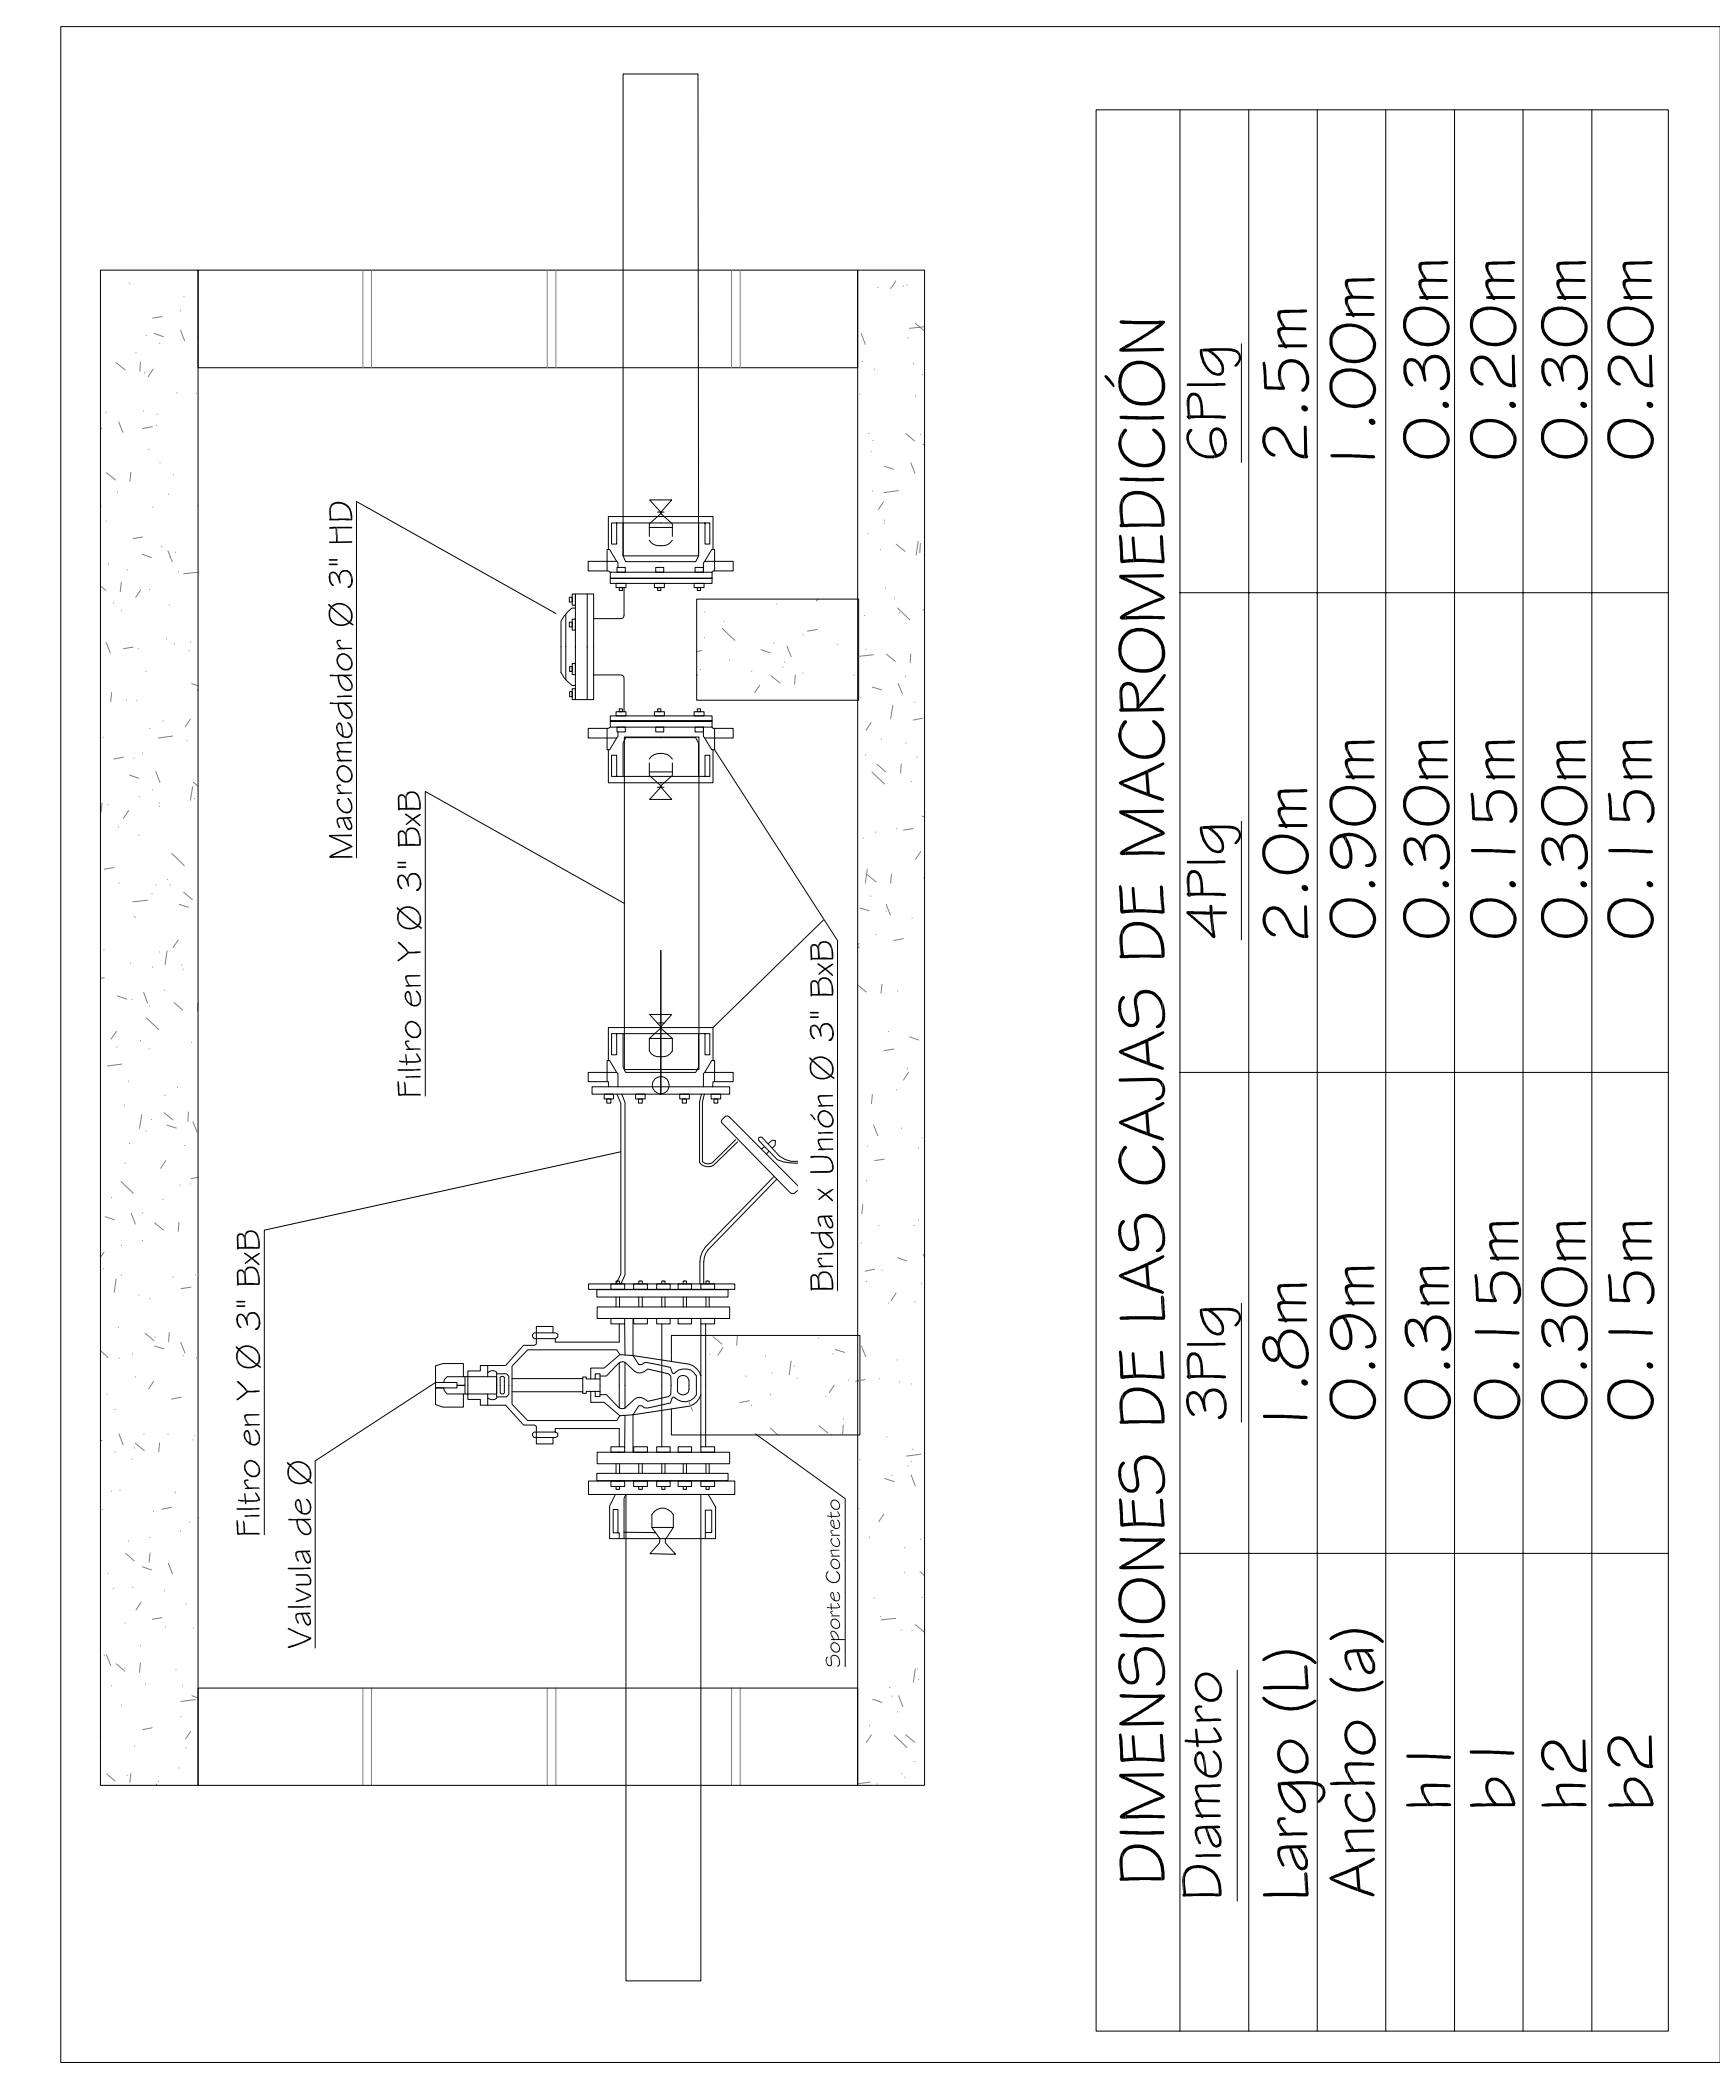 Filtro en Y Ø 3" BxB
Valvula de Ø
Macromedidor Ø 3" HD
Filtro en Y Ø 3" BxB
Brida x Unión Ø 3" BxB
Soporte Concreto
DIMENSIONES DE LAS CAJAS DE MACROMEDICIÓN
Diametro 3Plg 4Plg 6Plg
Largo (L) 1.8m 2.0m 2.5m
Ancho (a) 0.9m 0.90m 1.00m
h1 0.3m 0.30m 0.30m
b1 0.15m 0.15m 0.20m
h2 0.30m 0.30m 0.30m
b2 0.15m 0.15m 0.20m